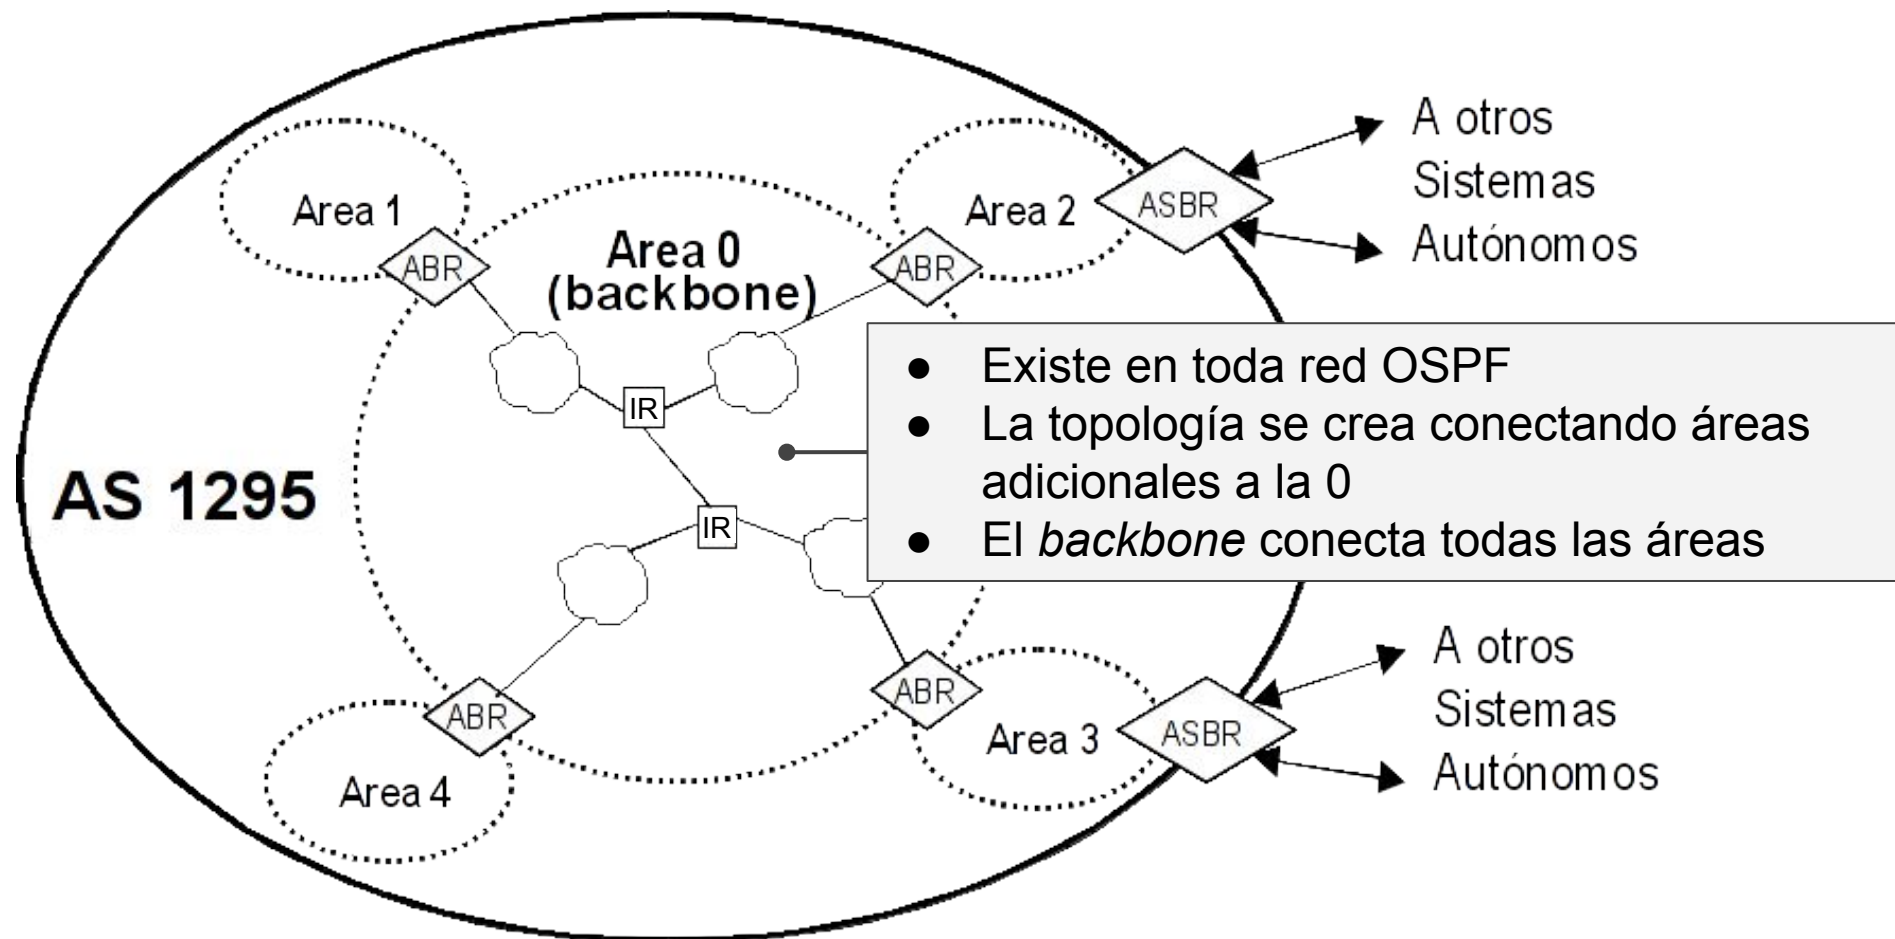 A otros
Sistemas
Autónomos
Area 1
Area 2
ASBR
ABR
Area 0
(backbone)
ABR
● Existe en toda red OSPF
● La topología se crea conectando áreas
adicionales a la 0
● El backbone conecta todas las áreas
IR
AS 1295
IR
A otros
Sistemas
Autónomos
ABR
ABR
Area 3
ASBR
Area 4